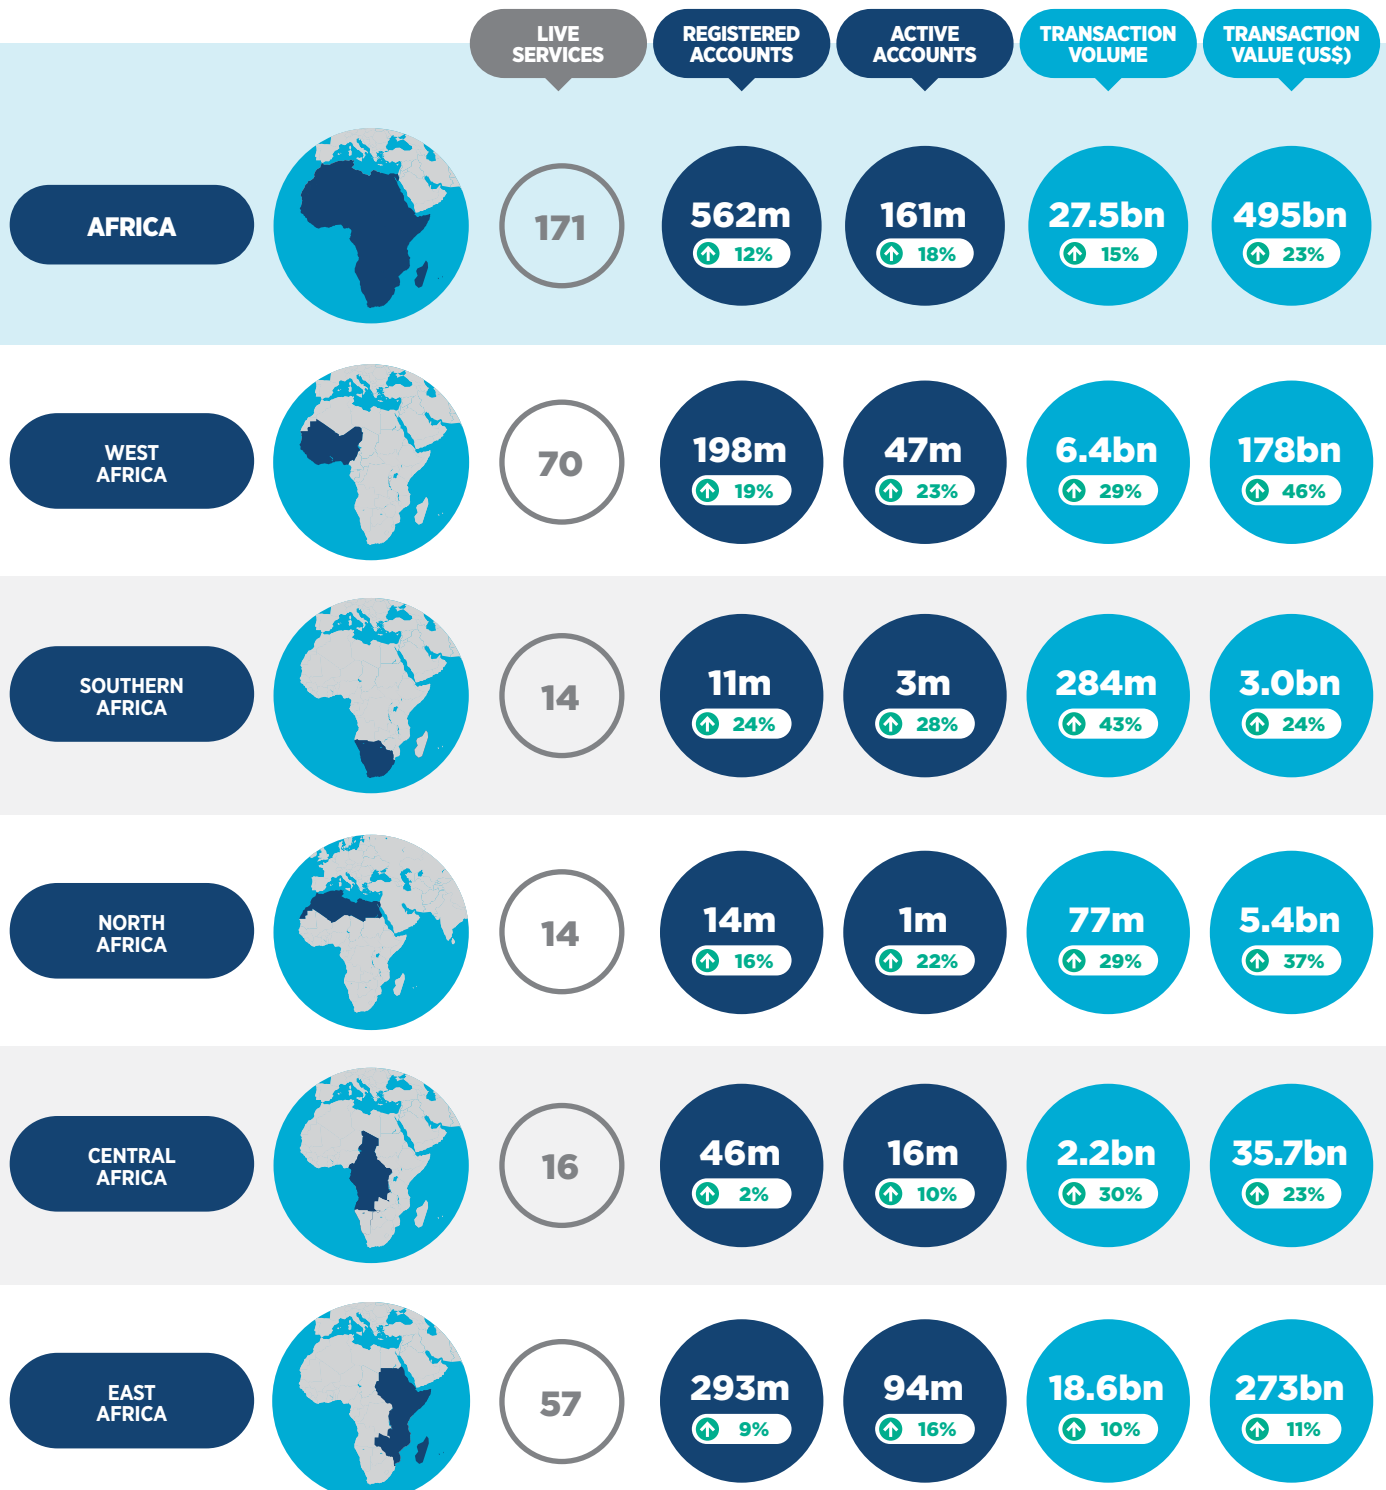 LIVE
SERVICES
REGISTERED
ACCOUNTS
ACTIVE
ACCOUNTS
TRANSACTION
VOLUME
TRANSACTION
VALUE (US$)
AFRICA
171
562m
12%
161m
18%
27.5bn
15%
495bn
23%
WEST
AFRICA
70
198m
19%
47m
23%
6.4bn
29%
178bn
46%
SOUTHERN
AFRICA
14
11m
24%
3m
28%
284m
43%
3.0bn
24%
NORTH
AFRICA
14
14m
16%
1m
22%
77m
29%
5.4bn
37%
CENTRAL
AFRICA
16
46m
2%
16m
10%
2.2bn
30%
35.7bn
23%
EAST
AFRICA
57
293m
9%
94m
16%
18.6bn
10%
273bn
11%